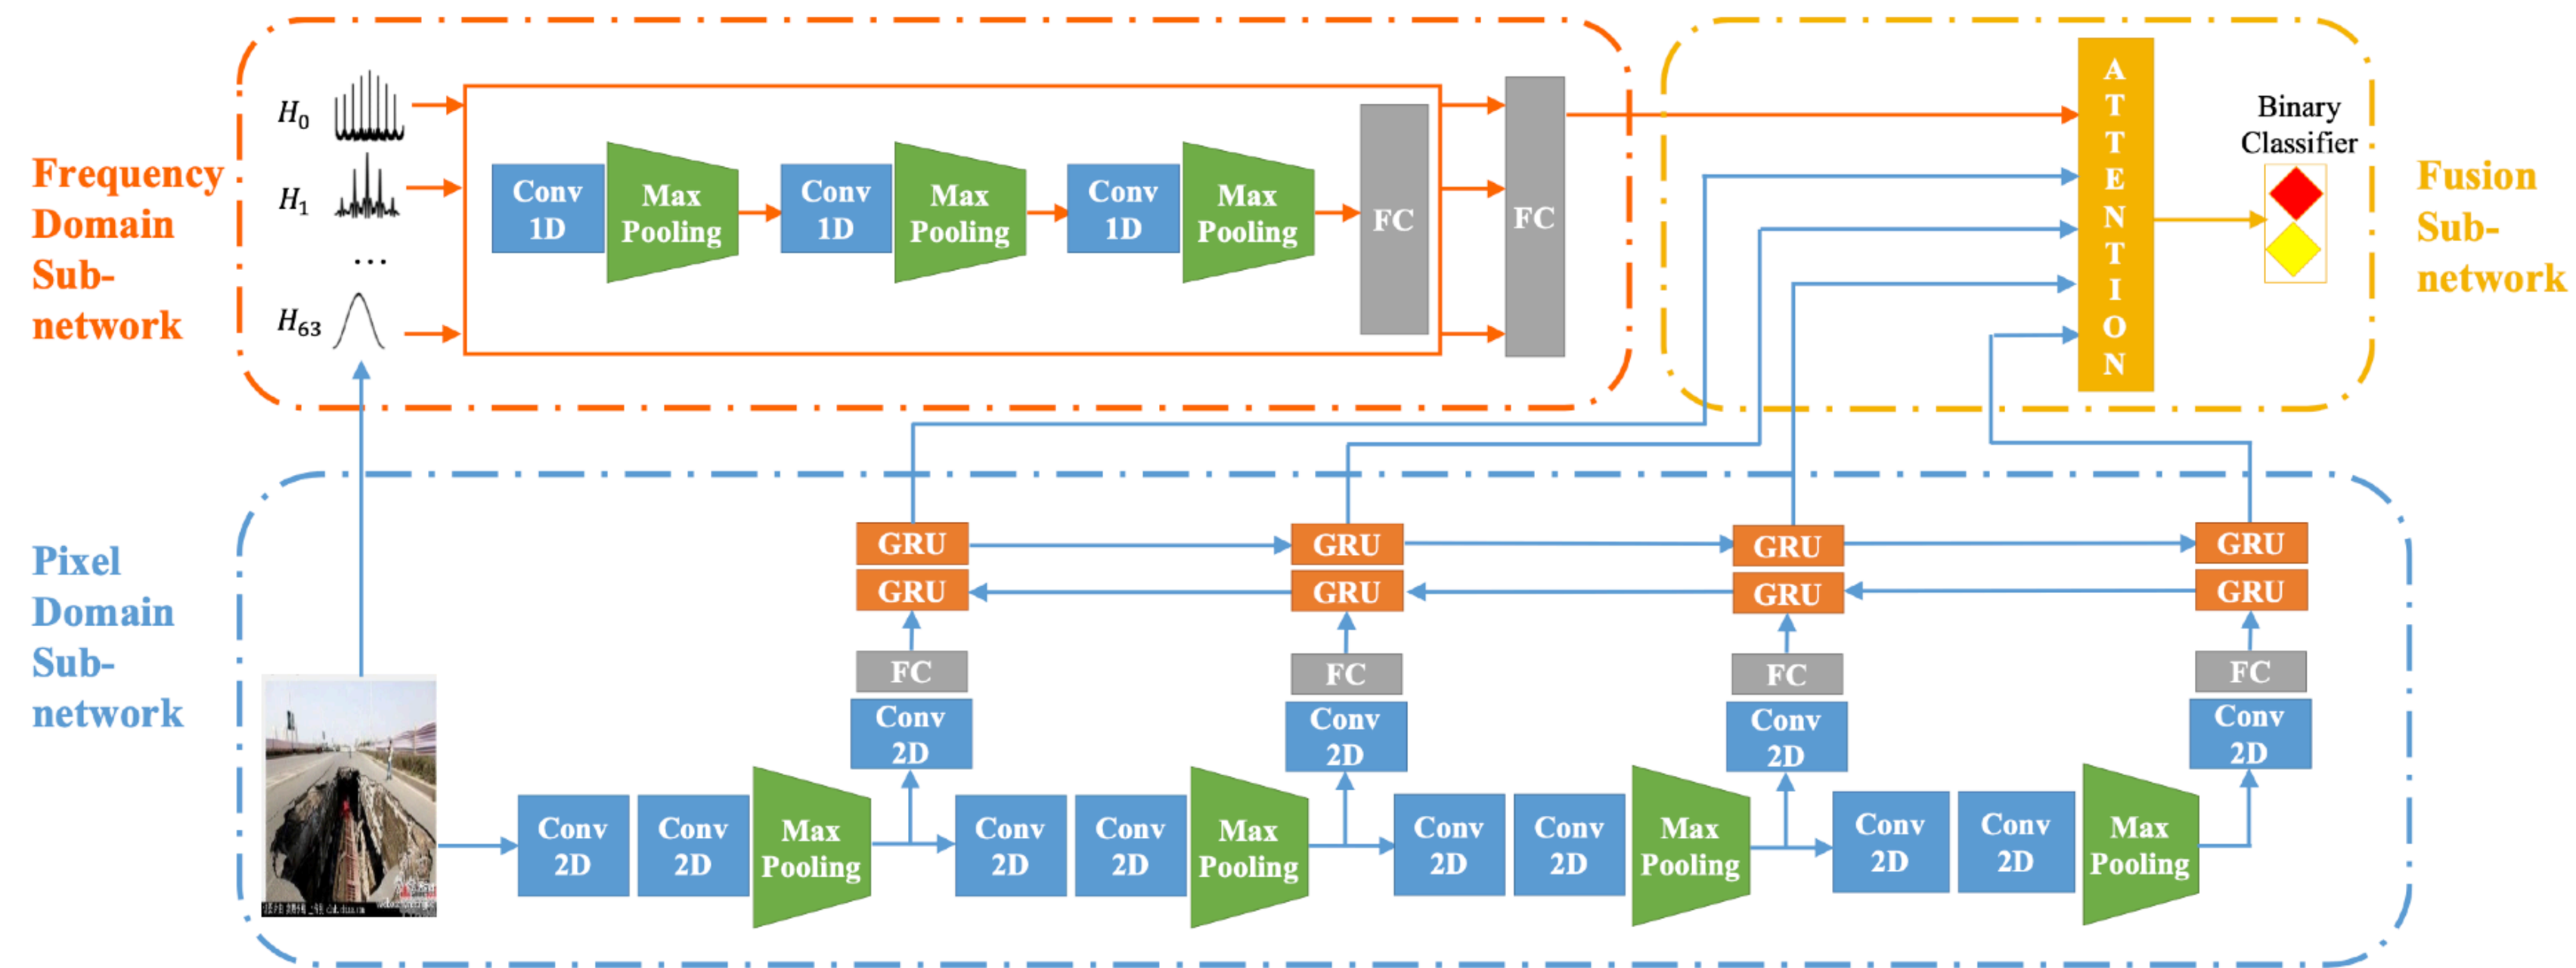 Frequency
Domain
Sub-
network
H0
H1
...
H63
Conv
1D
Max
Pooling
Conv
1D
Max
Pooling
Conv
1D
Max
Pooling
FC
FC
A
T
T
E
N
T
I
O
N
Binary
Classifier
Fusion
Sub-
network
Pixel
Domain
Sub-
network
GRU
GRU
GRU
GRU
GRU
GRU
GRU
GRU
FC
FC
FC
FC
Conv
2D
Conv
2D
Conv
2D
Conv
2D
Conv
2D
Conv
2D
Max
Pooling
Conv
2D
Conv
2D
Max
Pooling
Conv
2D
Conv
2D
Max
Pooling
Conv
2D
Conv
2D
Max
Pooling